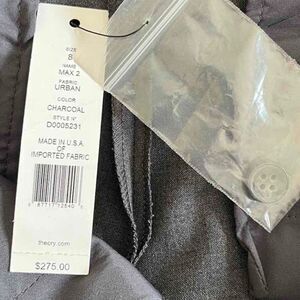 SIZE
8
NAME
MAX 2
FABRIC
URBAN
COLOR
CHARCOAL
STYLE N°
D0005231
MADE IN U.S.A.
OF
IMPORTED FABRIC
theory.com
$275.00